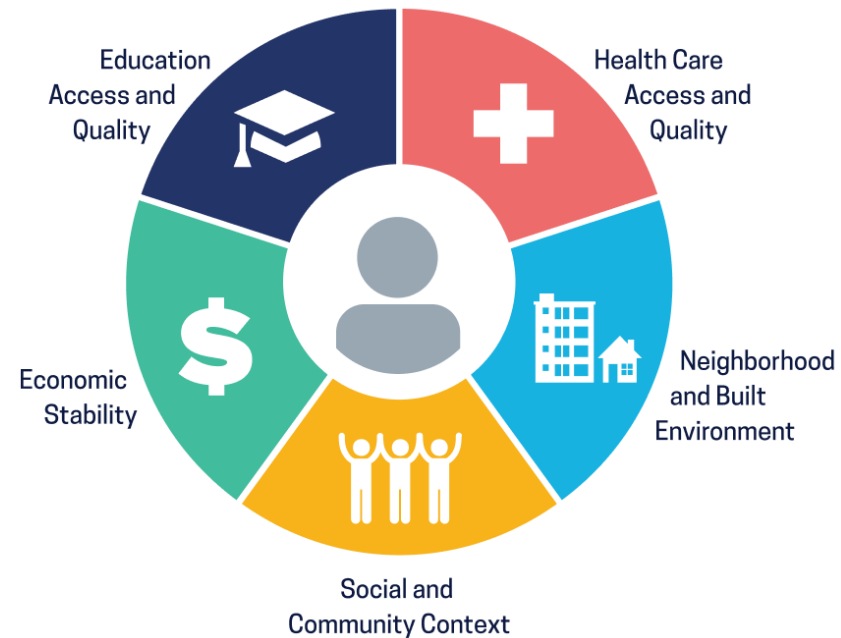 Education
Access and
Quality
Health Care
Access and
Quality
Economic
Stability
Neighborhood
and Built
Environment
Social and
Community Context